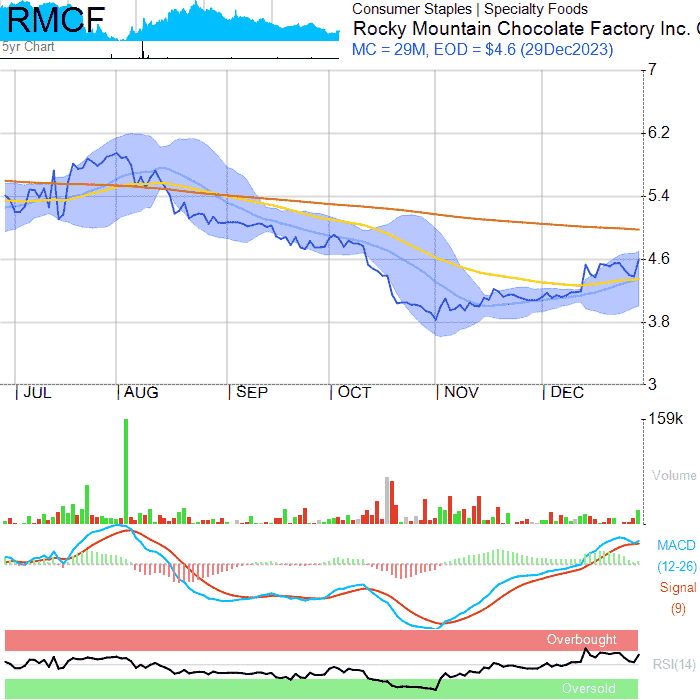 RMCF
5yr Chart
Consumer Staples | Specialty Foods
Rocky Mountain Chocolate Factory Inc. C
MC = 29M, EOD = $4.6 (29Dec2023)
7
6.2
5.4
4.6
3.8
3
JUL AUG SEP OCT NOV DEC
159k
Volume
MACD
(12-26)
Signal
(9)
Overbought
RSI(14)
Oversold